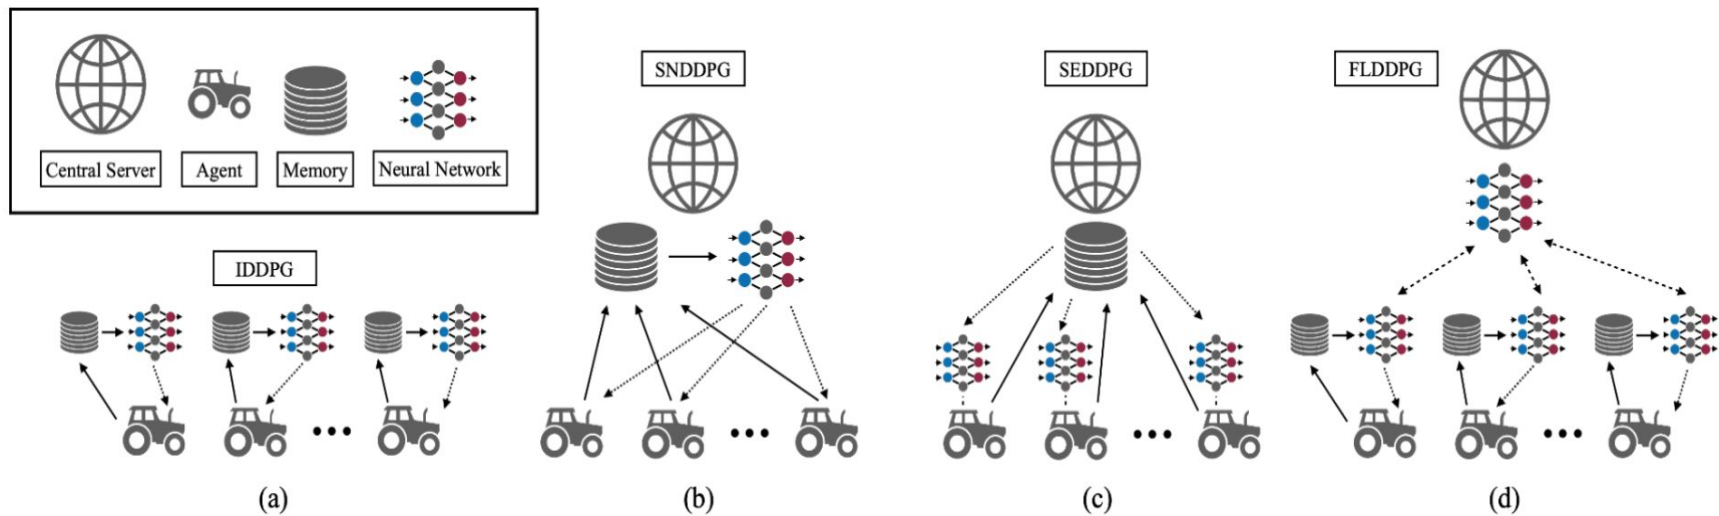 Central Server
Agent
Memory
Neural Network
IDDPG
(a)
SNDDPG
(b)
SEDDPG
(c)
FLDDPG
(d)